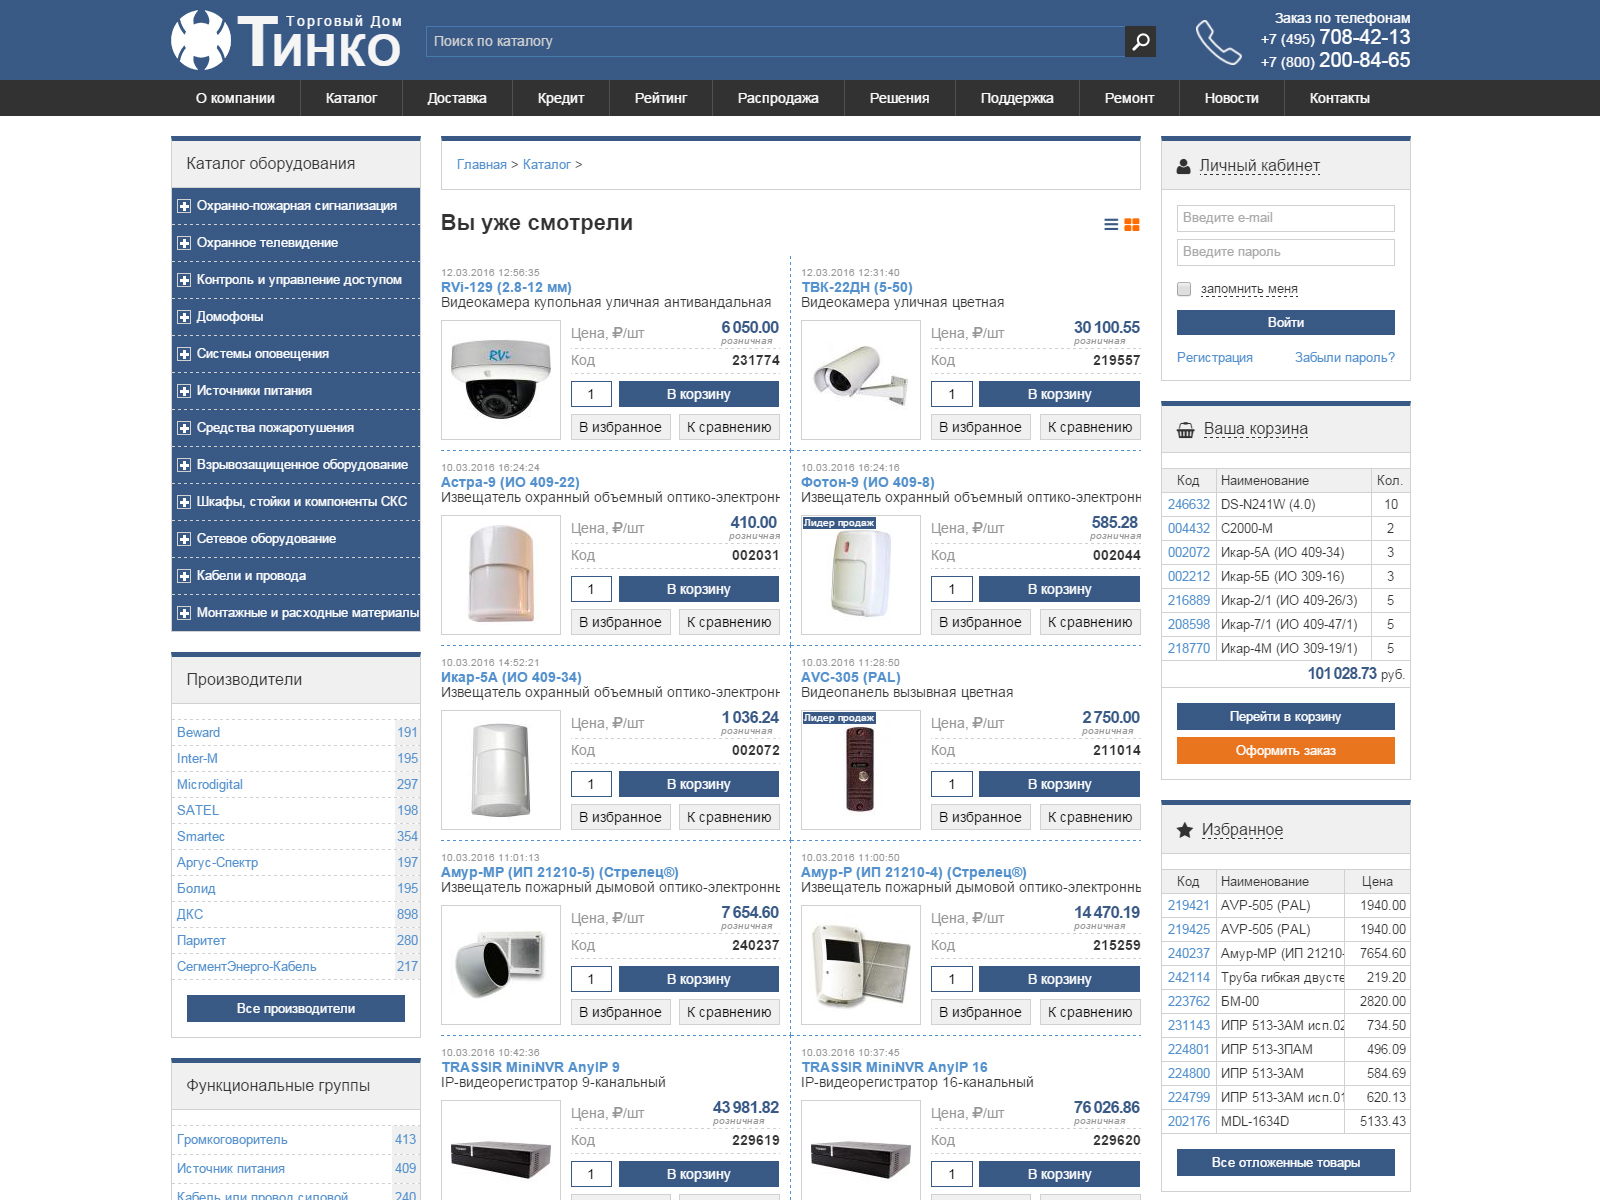 Торговый Дом
Тинко
Поиск по каталогу
Заказ по телефонам
+7 (495) 708-42-13
+7 (800) 200-84-65
О компании Каталог Доставка Кредит Рейтинг Распродажа Решения Поддержка Ремонт Новости Контакты
Каталог оборудования
Охранно-пожарная сигнализация
Охранное телевидение
Контроль и управление доступом
Домофоны
Системы оповещения
Источники питания
Средства пожаротушения
Взрывозащищенное оборудование
Шкафы, стойки и компоненты СКС
Сетевое оборудование
Кабели и провода
Монтажные и расходные материалы
Производители
Beward 191
Inter-M 195
Microdigital 297
SATEL 198
Smartec 354
Аргус-Спектр 197
Болид 195
ДКС 898
Паритет 280
СегментЭнерго-Кабель 217
Все производители
Функциональные группы
Громкоговоритель 413
Источник питания 409
Кабель или провод силовой 240
Главная > Каталог >
Вы уже смотрели
12.03.2016 12:56:35
RVi-129 (2.8-12 мм)
Видеокамера купольная уличная антивандальная
RVi
Цена, ₽/шт 6 050.00
розничная
Код 231774
1 В корзину
В избранное К сравнению
12.03.2016 12:31:40
ТВК-22ДН (5-50)
Видеокамера уличная цветная
Цена, ₽/шт 30 100.55
розничная
Код 219557
1 В корзину
В избранное К сравнению
10.03.2016 16:24:24
Астра-9 (ИО 409-22)
Извещатель охранный объемный оптико-электронн
Цена, ₽/шт 410.00
розничная
Код 002031
1 В корзину
В избранное К сравнению
10.03.2016 16:24:16
Фотон-9 (ИО 409-8)
Извещатель охранный объемный оптико-электронн
Лидер продаж
Цена, ₽/шт 585.28
розничная
Код 002044
1 В корзину
В избранное К сравнению
10.03.2016 14:52:21
Икар-5А (ИО 409-34)
Извещатель охранный объемный оптико-электронн
Цена, ₽/шт 1 036.24
розничная
Код 002072
1 В корзину
В избранное К сравнению
10.03.2016 11:28:50
AVC-305 (PAL)
Видеопанель вызывная цветная
Лидер продаж
Цена, ₽/шт 2 750.00
розничная
Код 211014
1 В корзину
В избранное К сравнению
10.03.2016 11:01:13
Амур-МР (ИП 21210-5) (Стрелец®)
Извещатель пожарный дымовой оптико-электроннь
Цена, ₽/шт 7 654.60
розничная
Код 240237
1 В корзину
В избранное К сравнению
10.03.2016 11:00:50
Амур-Р (ИП 21210-4) (Стрелец®)
Извещатель пожарный дымовой оптико-электроннь
Цена, ₽/шт 14 470.19
розничная
Код 215259
1 В корзину
В избранное К сравнению
10.03.2016 10:42:36
TRASSIR MiniNVR AnyIP 9
IP-видеорегистратор 9-канальный
Цена, ₽/шт 43 981.82
розничная
Код 229619
1 В корзину
10.03.2016 10:37:45
TRASSIR MiniNVR AnyIP 16
IP-видеорегистратор 16-канальный
Цена, ₽/шт 76 026.86
розничная
Код 229620
1 В корзину
Личный кабинет
Введите e-mail
Введите пароль
запомнить меня
Войти
Регистрация Забыли пароль?
Ваша корзина
Код Наименование Кол.
246632 DS-N241W (4.0) 10
004432 С2000-М 2
002072 Икар-5А (ИО 409-34) 3
002212 Икар-5Б (ИО 309-16) 3
216889 Икар-2/1 (ИО 409-26/3) 5
208598 Икар-7/1 (ИО 409-47/1) 5
218770 Икар-4М (ИО 309-19/1) 5
101 028.73 руб.
Перейти в корзину
Оформить заказ
Избранное
Код Наименование Цена
219421 AVP-505 (PAL) 1940.00
219425 AVP-505 (PAL) 1940.00
240237 Амур-МР (ИП 21210- 7654.60
242114 Труба гибкая двусте 219.20
223762 БМ-00 2820.00
231143 ИПР 513-3АМ исп.02 734.50
224801 ИПР 513-3ПАМ 496.09
224800 ИПР 513-3АМ 584.69
224799 ИПР 513-3АМ исп.01 620.13
202176 MDL-1634D 5133.43
Все отложенные товары